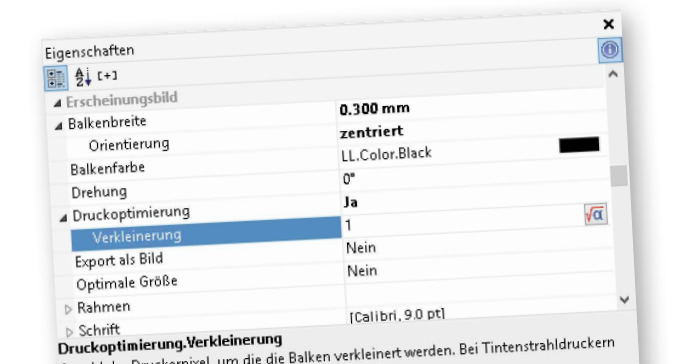 Eigenschaften
[+]
Erscheinungsbild
Balkenbreite 0.300 mm
Orientierung zentriert
Balkenfarbe LL.Color.Black
Drehung 0°
Druckoptimierung Ja
Verkleinerung 1
Export als Bild Nein
Optimale Größe Nein
Rahmen
Schrift [Calibri, 9.0 pt]
Druckoptimierung.Verkleinerung
Druckerpixel, um die die Balken verkleinert werden. Bei Tintenstrahldruckern